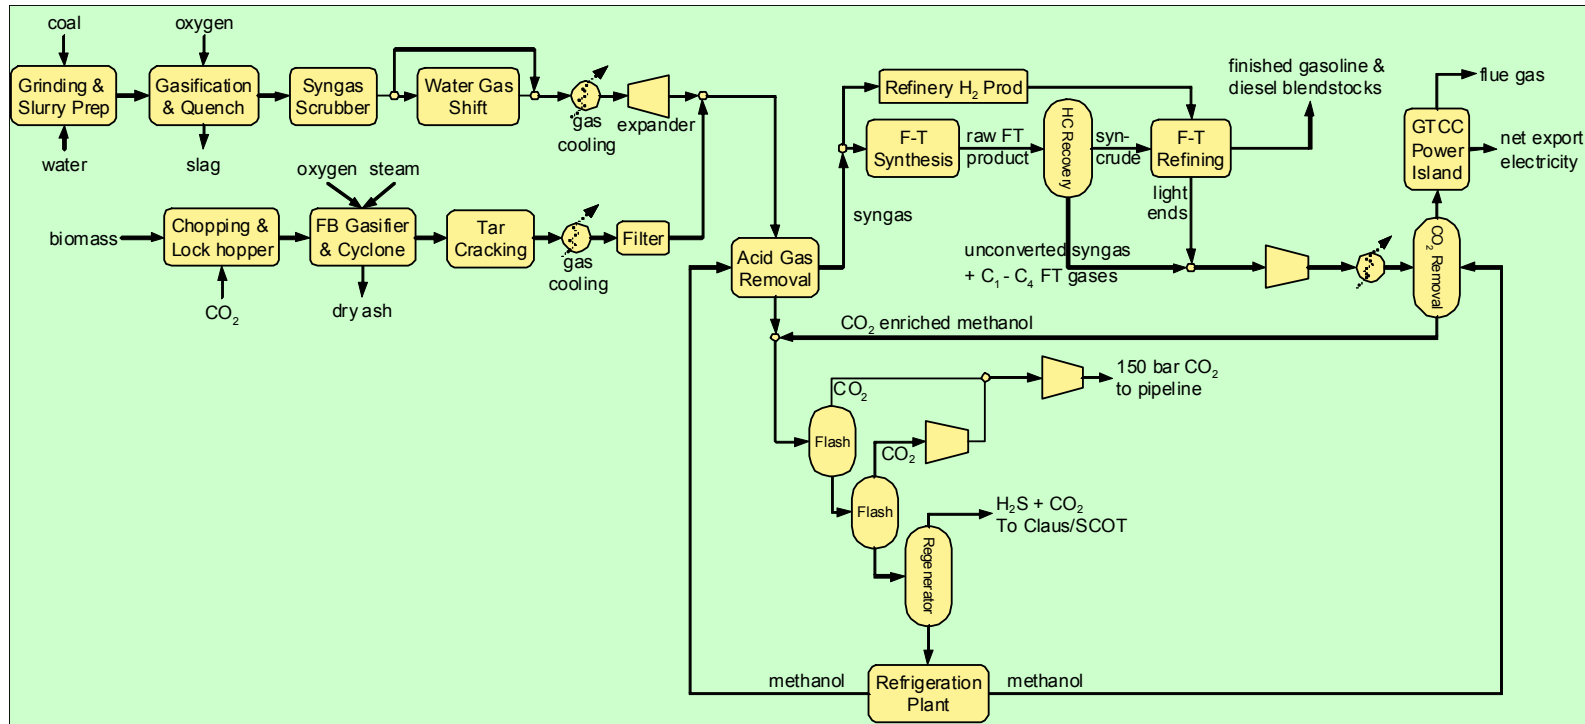 coal
oxygen
Grinding &
Slurry Prep
Gasification
& Quench
Syngas
Scrubber
Water Gas
Shift
gas
cooling
expander
water
slag
oxygen steam
biomass
Chopping &
Lock hopper
FB Gasifier
& Cyclone
Tar
Cracking
gas
cooling
Filter
CO2
dry ash
Acid Gas
Removal
syngas
Refinery H2 Prod
F-T
Synthesis
raw FT
product
HC Recovery
syn-
crude
F-T
Refining
finished gasoline &
diesel blendstocks
light
ends
unconverted syngas
+ C1 - C4 FT gases
flue gas
GTCC
Power
Island
net export
electricity
CO2 Removal
CO2 enriched methanol
150 bar CO2
to pipeline
CO2
Flash
CO2
Flash
H2S + CO2
To Claus/SCOT
Regenerator
methanol
Refrigeration
Plant
methanol